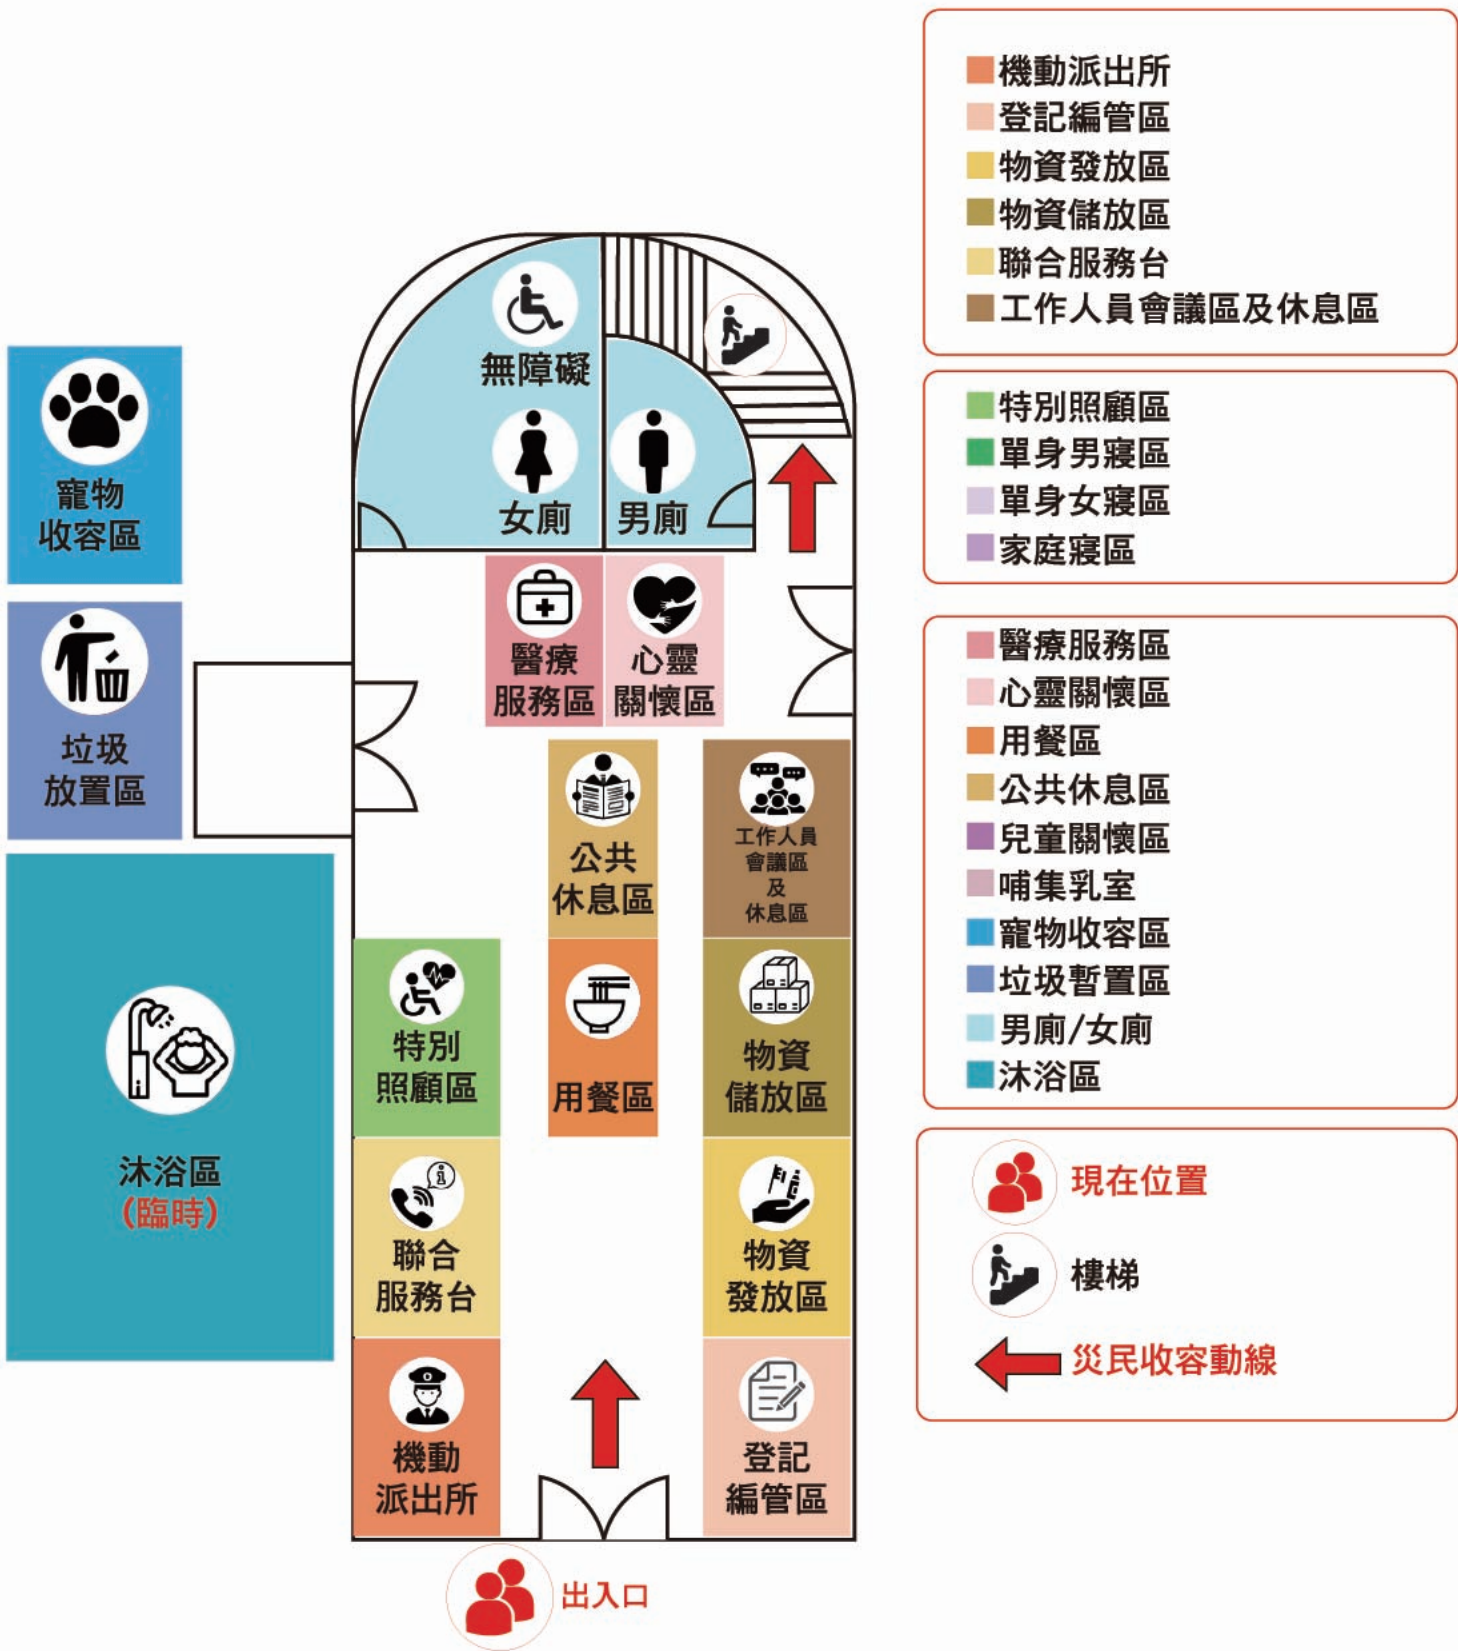 機動派出所
登記編管區
物資發放區
物資儲放區
聯合服務台
工作人員會議區及休息區
特別照顧區
單身男寢區
單身女寢區
家庭寢區
醫療服務區
心靈關懷區
用餐區
公共休息區
兒童關懷區
哺集乳室
寵物收容區
垃圾暫置區
男廁/女廁
沐浴區
現在位置
樓梯
災民收容動線
無障礙
女廁
男廁
寵物
收容區
垃圾
放置區
沐浴區
(臨時)
醫療
服務區
心靈
關懷區
公共
休息區
工作人員
會議區
及
休息區
特別
照顧區
用餐區
物資
儲放區
聯合
服務台
物資
發放區
機動
派出所
登記
編管區
出入口